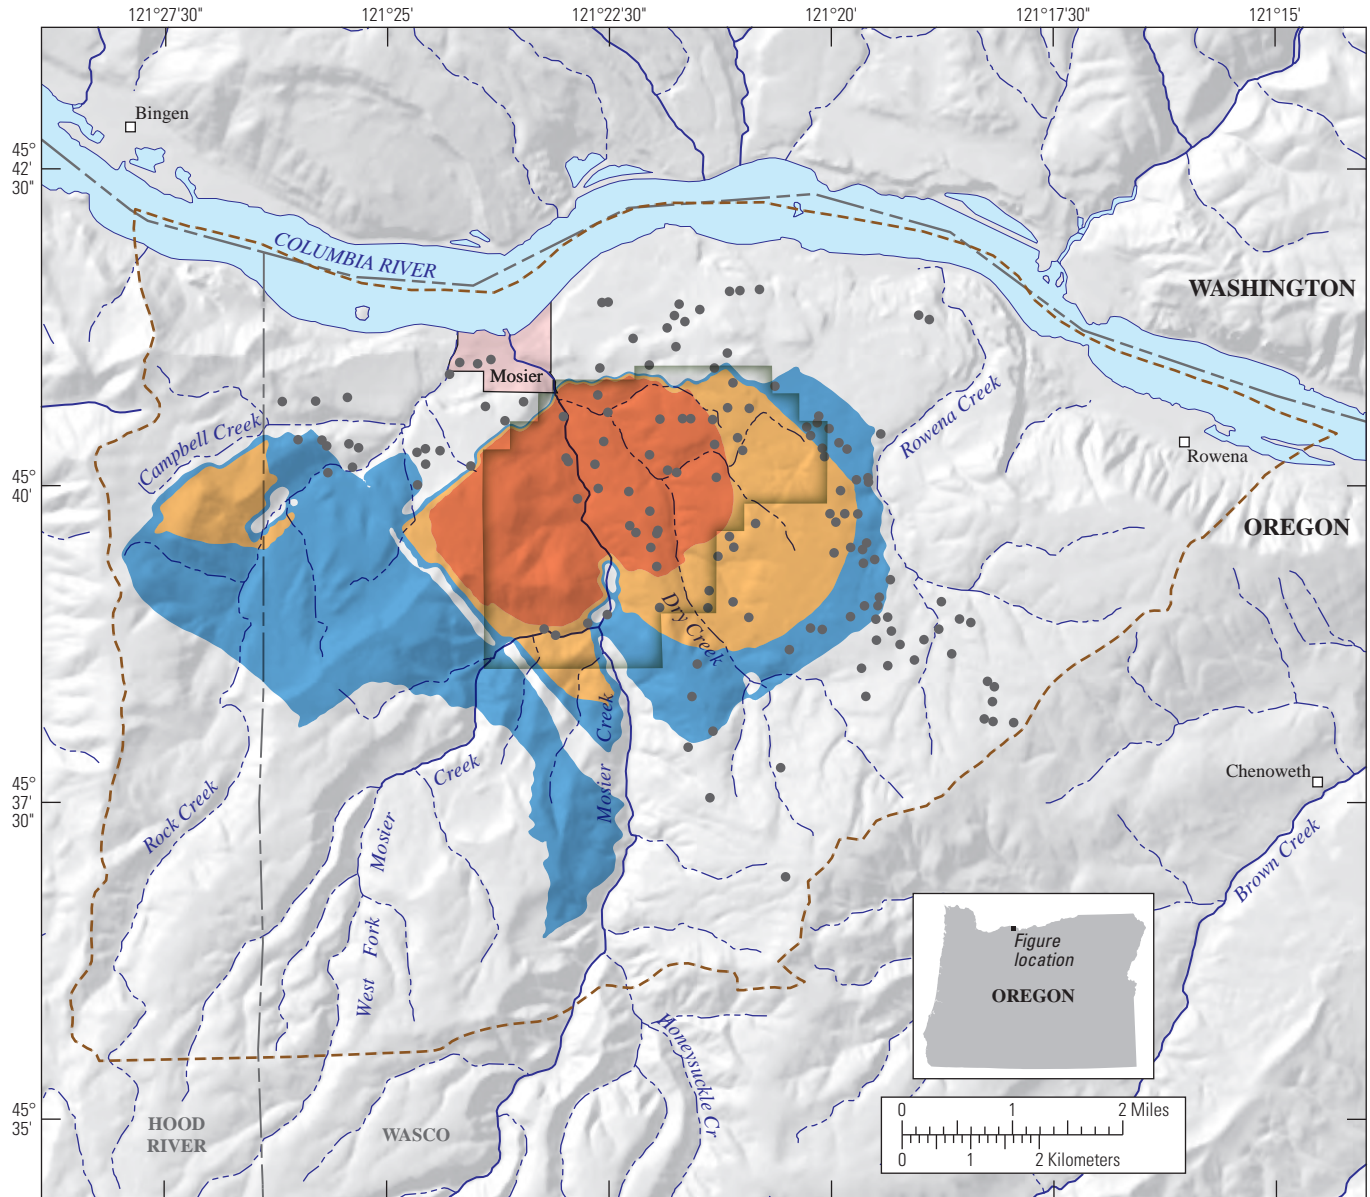 121°27'30"
121°25'
121°22'30"
121°20'
121°17'30"
121°15'
Bingen
45°
42'
30"
COLUMBIA RIVER
WASHINGTON
Mosier
Campbell Creek
Rowena Creek
Rowena
45°
40'
OREGON
Dry Creek
Mosier Creek
Creek
45°
37'
30"
Chenoweth
Rock Creek
Mosier
Brown Creek
Fork
West
Figure
location
OREGON
Honeysuckle Cr
45°
35'
HOOD
RIVER
WASCO
0 1 2 Miles
0 1 2 Kilometers